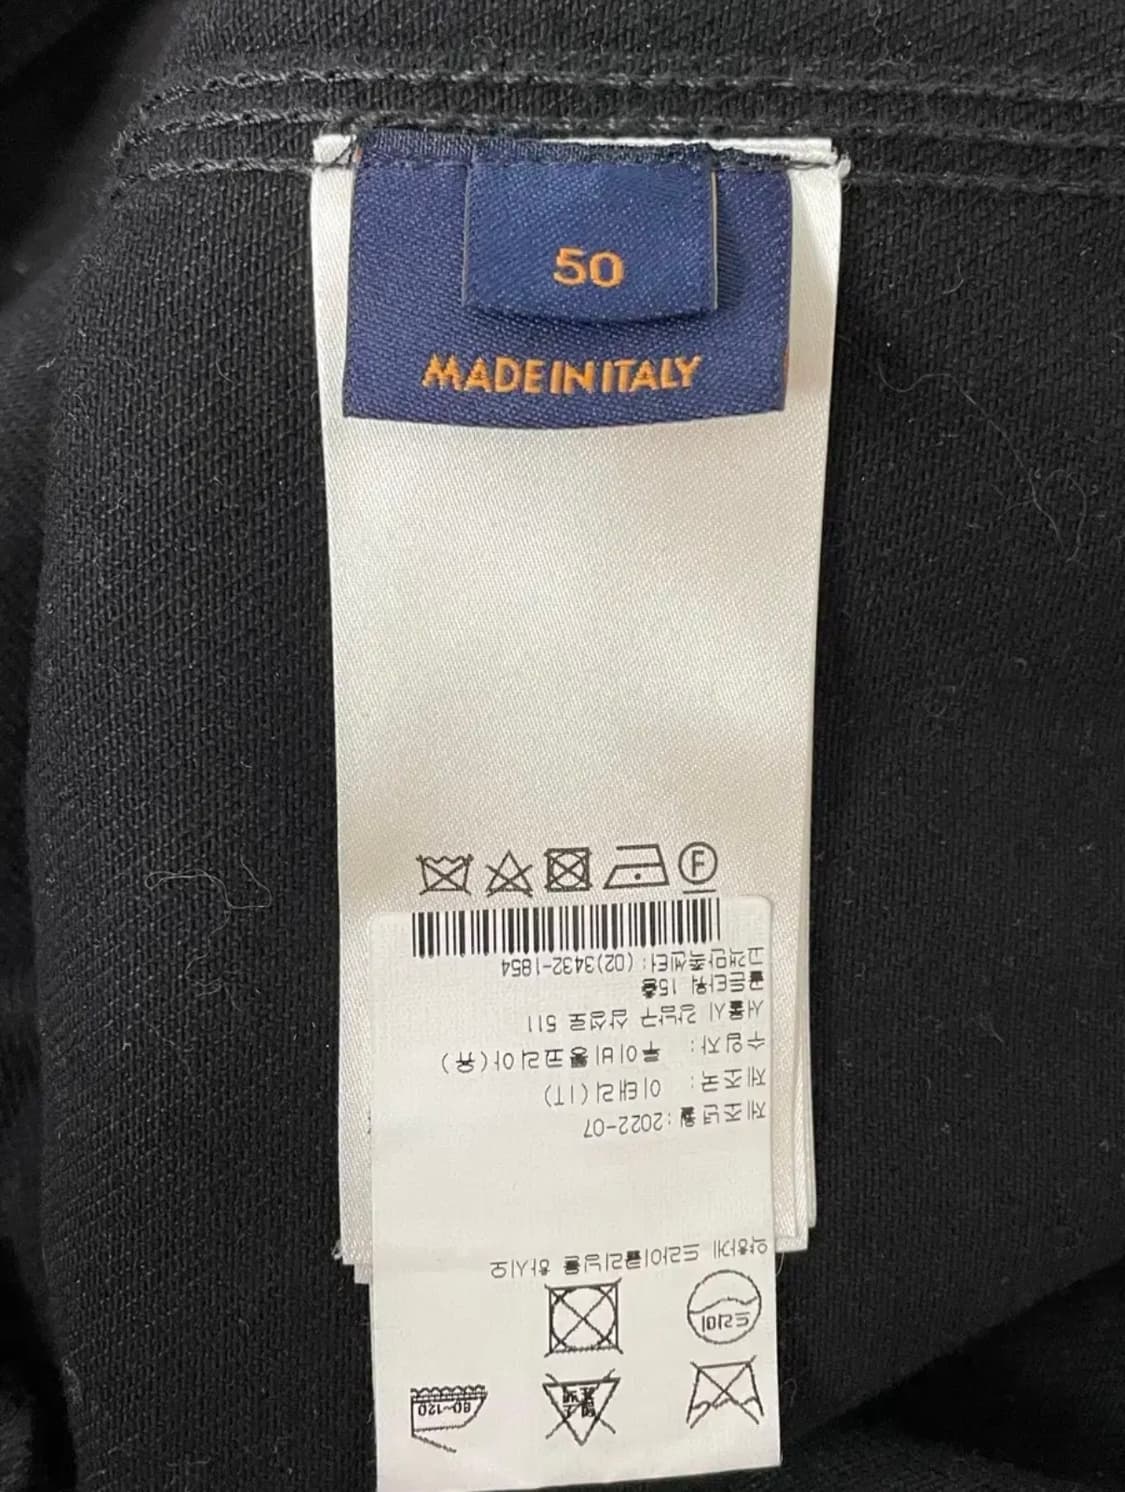 50
MADE IN ITALY
F
제조년월:2022-07
제조국: 이태리(IT)
수입자: 루이비통코리아(유)
서울시 강남구 삼성로 511
골든타워 15층
고객만족센터: (02)3432-1854
80~120
드라이
약하게 드라이클리닝을 하시오